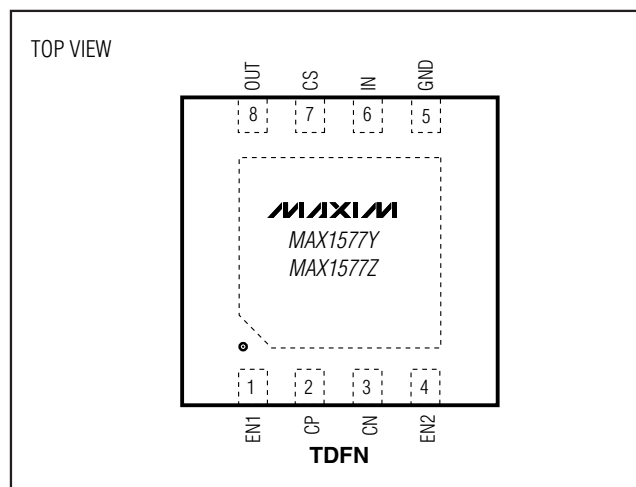 TOP VIEW
OUT CS IN GND
8 7 6 5
MAXIM
MAX1577Y
MAX1577Z
1 2 3 4
EN1 CP CN EN2
TDFN